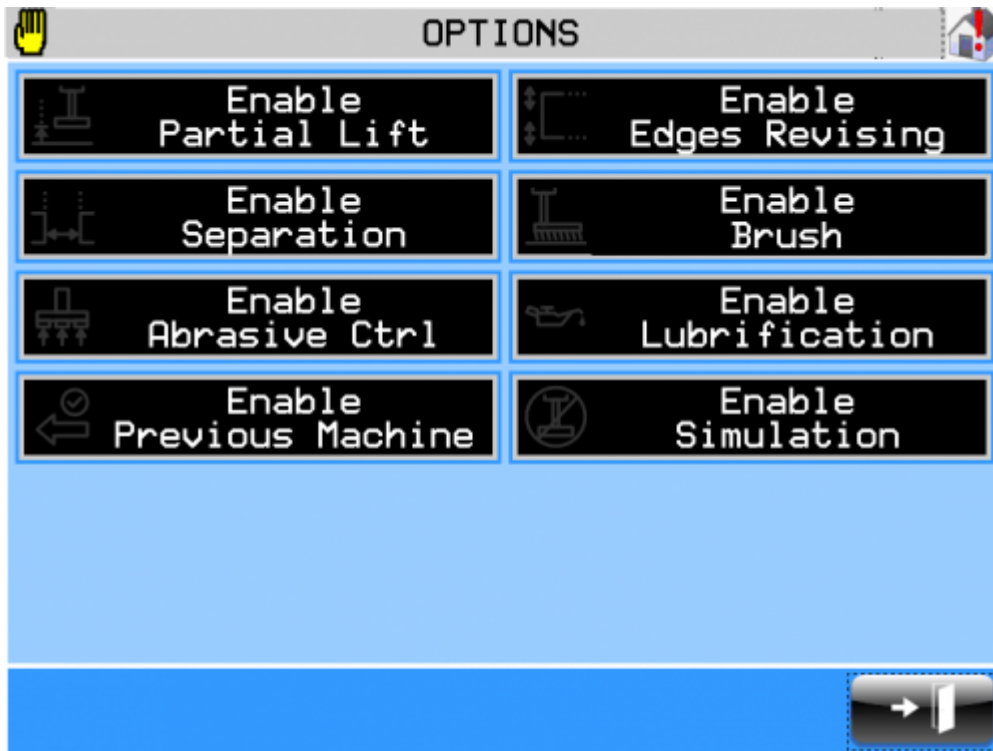 OPTIONS
Enable
Partial Lift
Enable
Edges Revising
Enable
Separation
Enable
Brush
Enable
Abrasive Ctrl
Enable
Lubrification
Enable
Previous Machine
Enable
Simulation